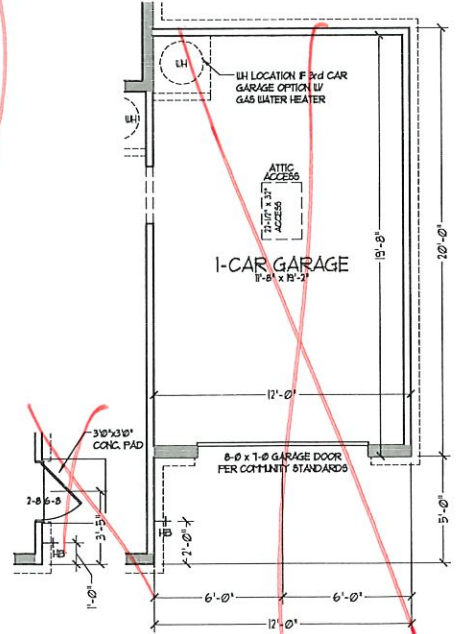 WH
WH LOCATION IF 3rd CAR
GARAGE OPTION W/
GAS WATER HEATER
WH
ATTIC
ACCESS
22-1/2" x 32"
ACCESS
1-CAR GARAGE
11'-8" x 19'-2"
19'-8"
20'-0"
12'-0"
8-0 x 7-0 GARAGE DOOR
PER COMMUNITY STANDARDS
3'0"x3'0"
CONC. PAD
2-8 6-8
3'-5"
HB
1'-0"
HB
2'-0"
5'-0"
6'-0"
6'-0"
12'-0"